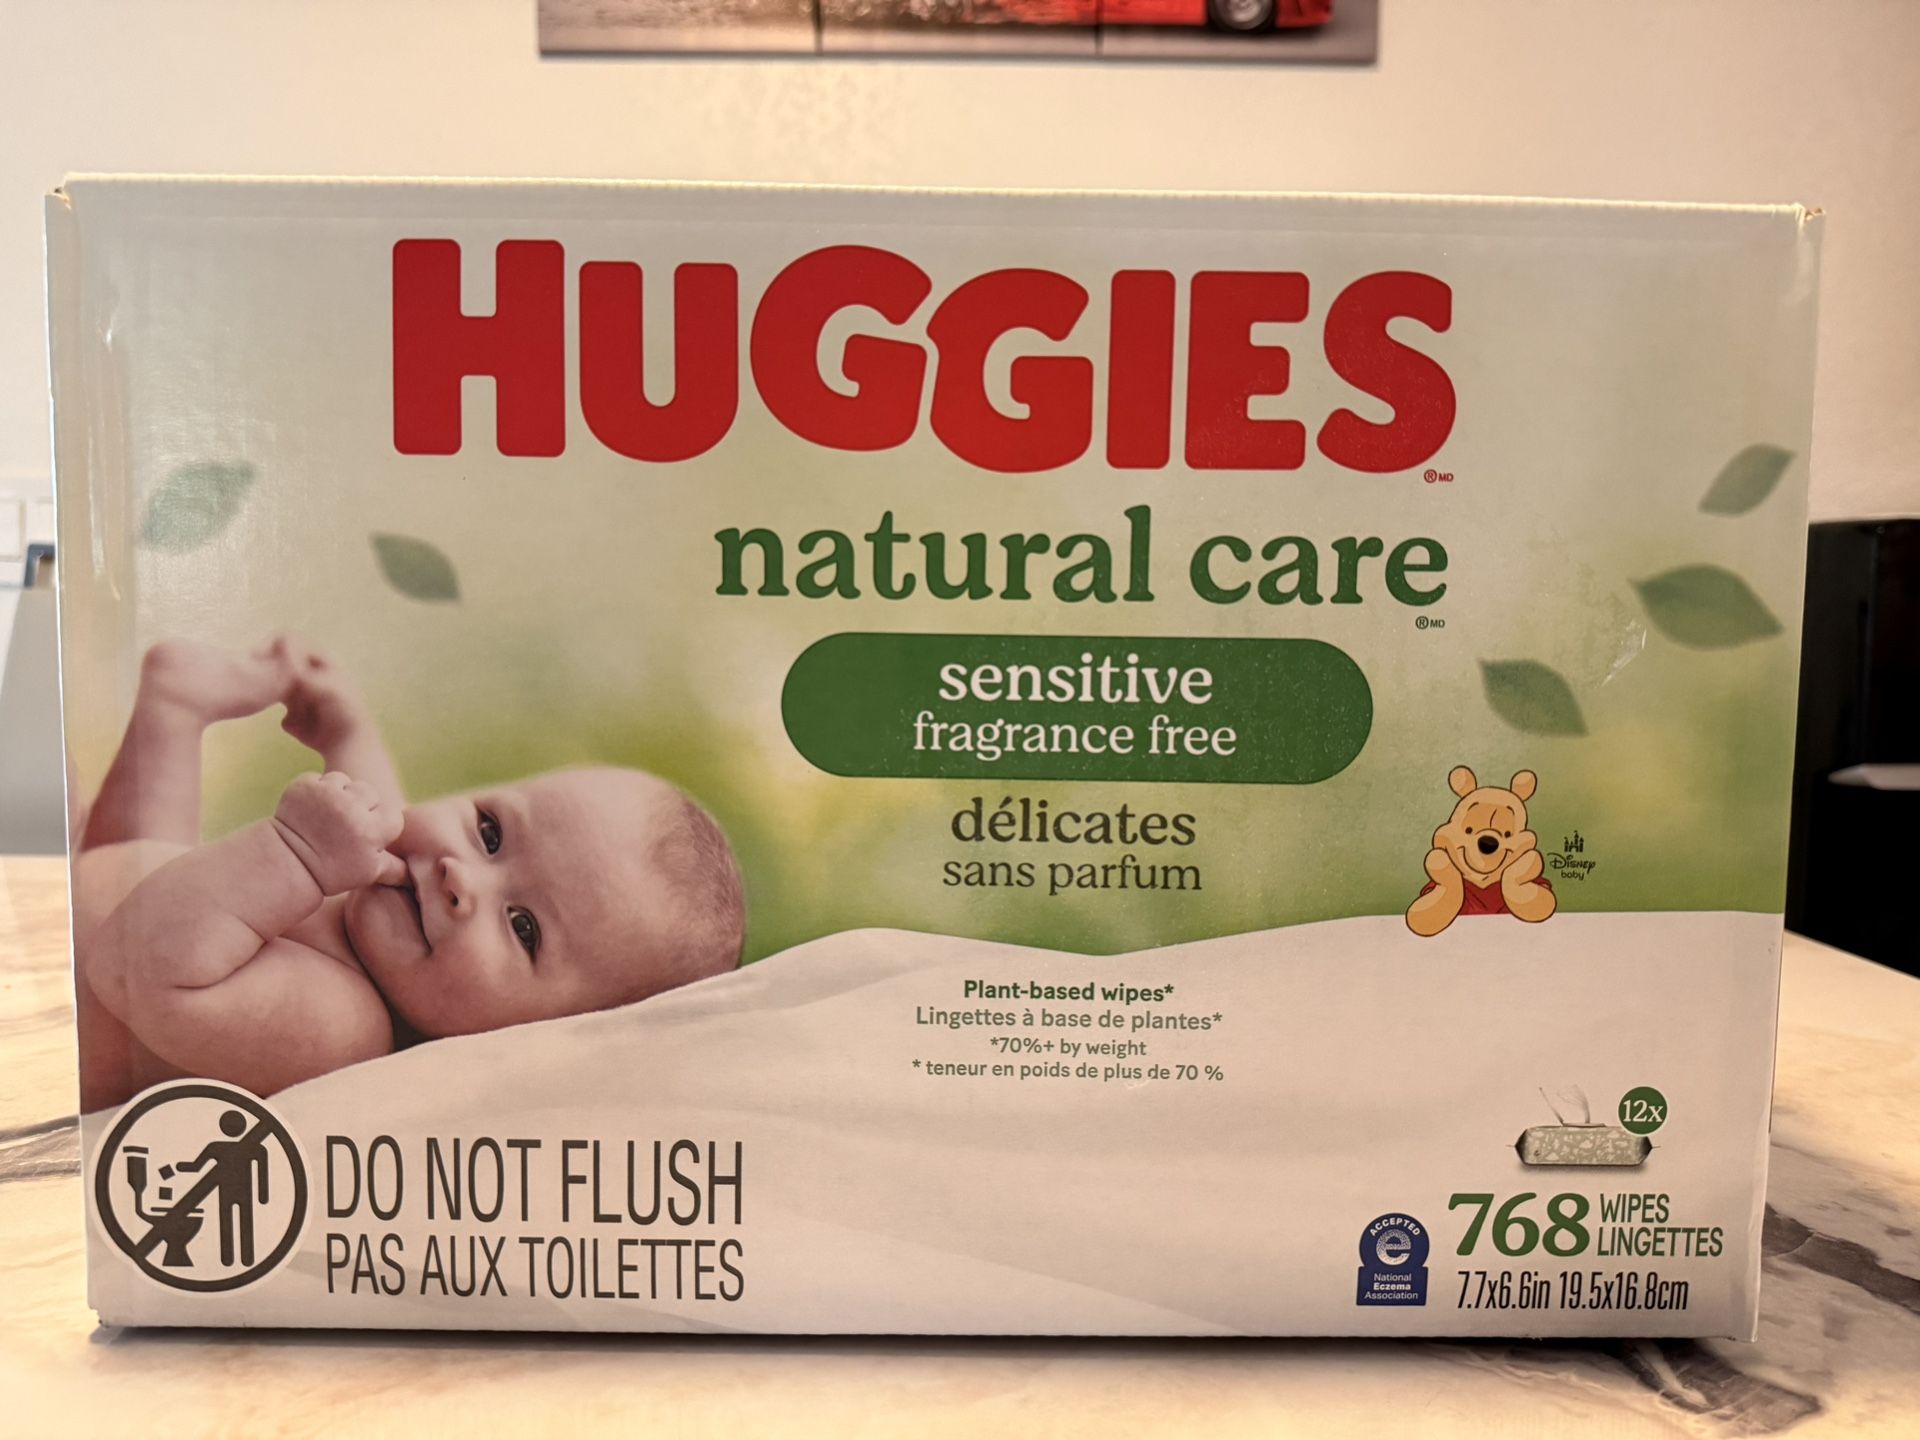 HUGGIES
®MD
natural care
®MD
sensitive
fragrance free
délicates
sans parfum
Disney
baby
Plant-based wipes*
Lingettes à base de plantes*
*70%+ by weight
* teneur en poids de plus de 70 %
DO NOT FLUSH
PAS AUX TOILETTES
12x
768 WIPES
LINGETTES
7.7x6.6in 19.5x16.8cm
ACCEPTED
National
Eczema
Association